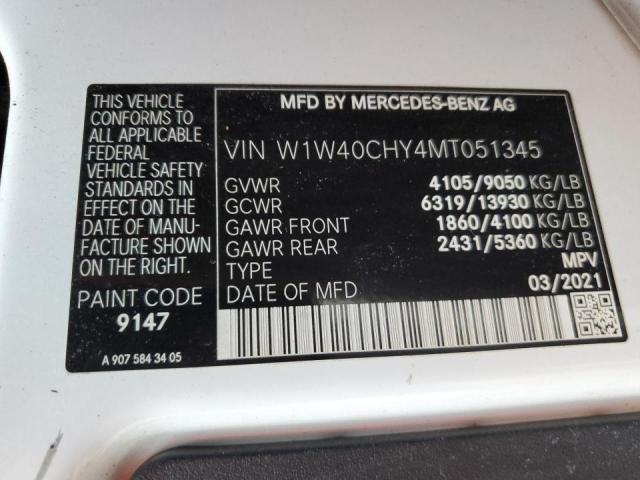 THIS VEHICLE
CONFORMS TO
ALL APPLICABLE
FEDERAL MOTOR
VEHICLE SAFETY
STANDARDS IN
EFFECT ON THE
DATE OF MANU-
FACTURE SHOWN
ON THE RIGHT.
PAINT CODE
9147
A 907 584 34 05
MFD BY MERCEDES-BENZ AG
VIN W1W40CHY4MT051345
GVWR 4105/9050 KG/LB
GCWR 6319/13930 KG/LB
GAWR FRONT 1860/4100 KG/LB
GAWR REAR 2431/5360 KG/LB
TYPE MPV
DATE OF MFD 03/2021